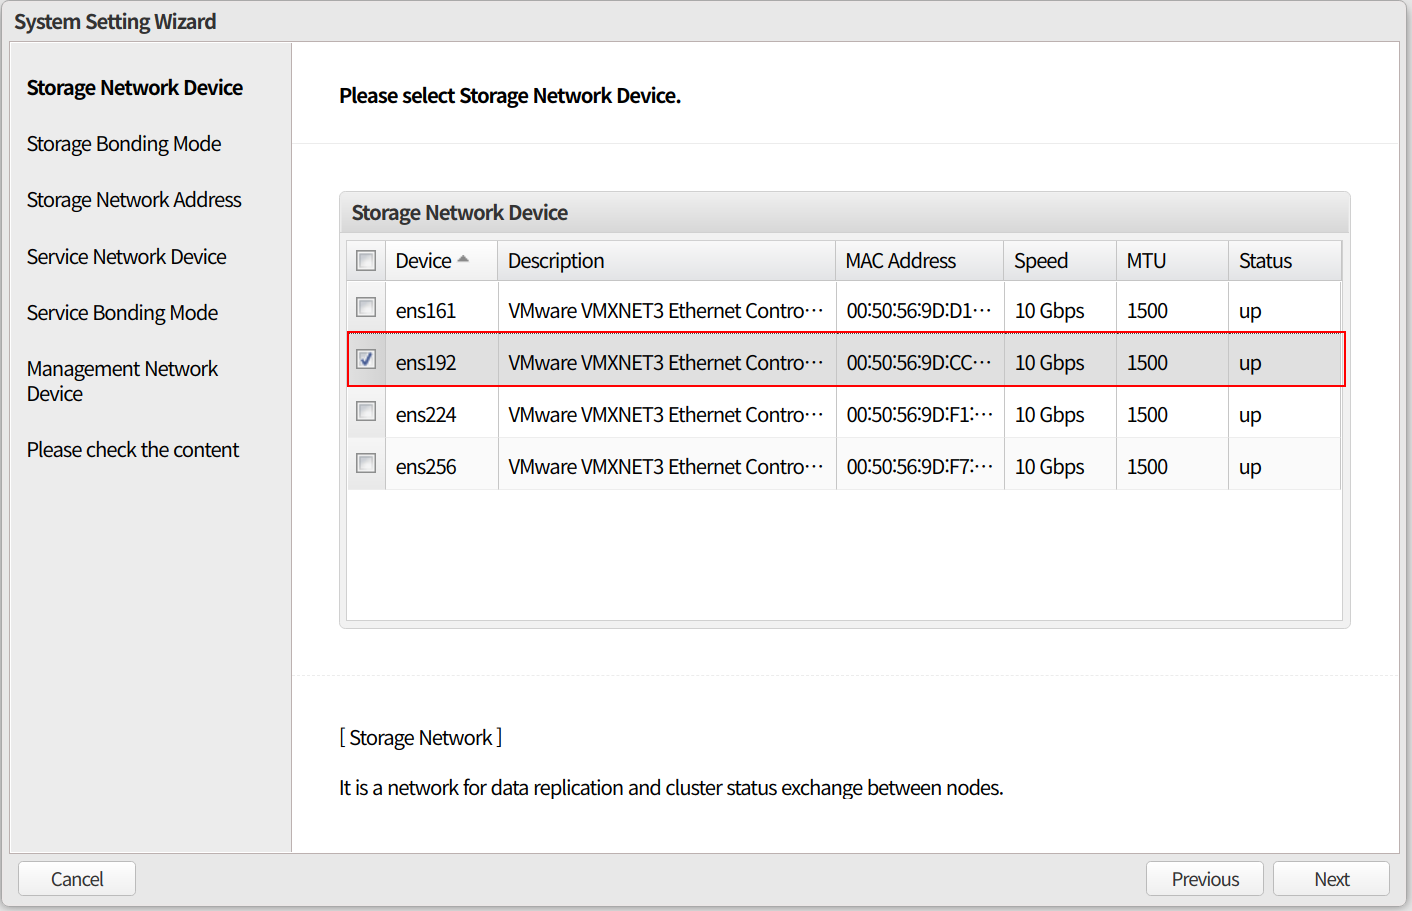 System Setting Wizard
Storage Network Device
Storage Bonding Mode
Storage Network Address
Service Network Device
Service Bonding Mode
Management Network
Device
Please check the content
Please select Storage Network Device.
Storage Network Device
Device Description MAC Address Speed MTU Status
ens161 VMware VMXNET3 Ethernet Contro··· 00:50:56:9D:D1··· 10 Gbps 1500 up
ens192 VMware VMXNET3 Ethernet Contro··· 00:50:56:9D:CC··· 10 Gbps 1500 up
ens224 VMware VMXNET3 Ethernet Contro··· 00:50:56:9D:F1:··· 10 Gbps 1500 up
ens256 VMware VMXNET3 Ethernet Contro··· 00:50:56:9D:F7:··· 10 Gbps 1500 up
[ Storage Network ]
It is a network for data replication and cluster status exchange between nodes.
Cancel Previous Next